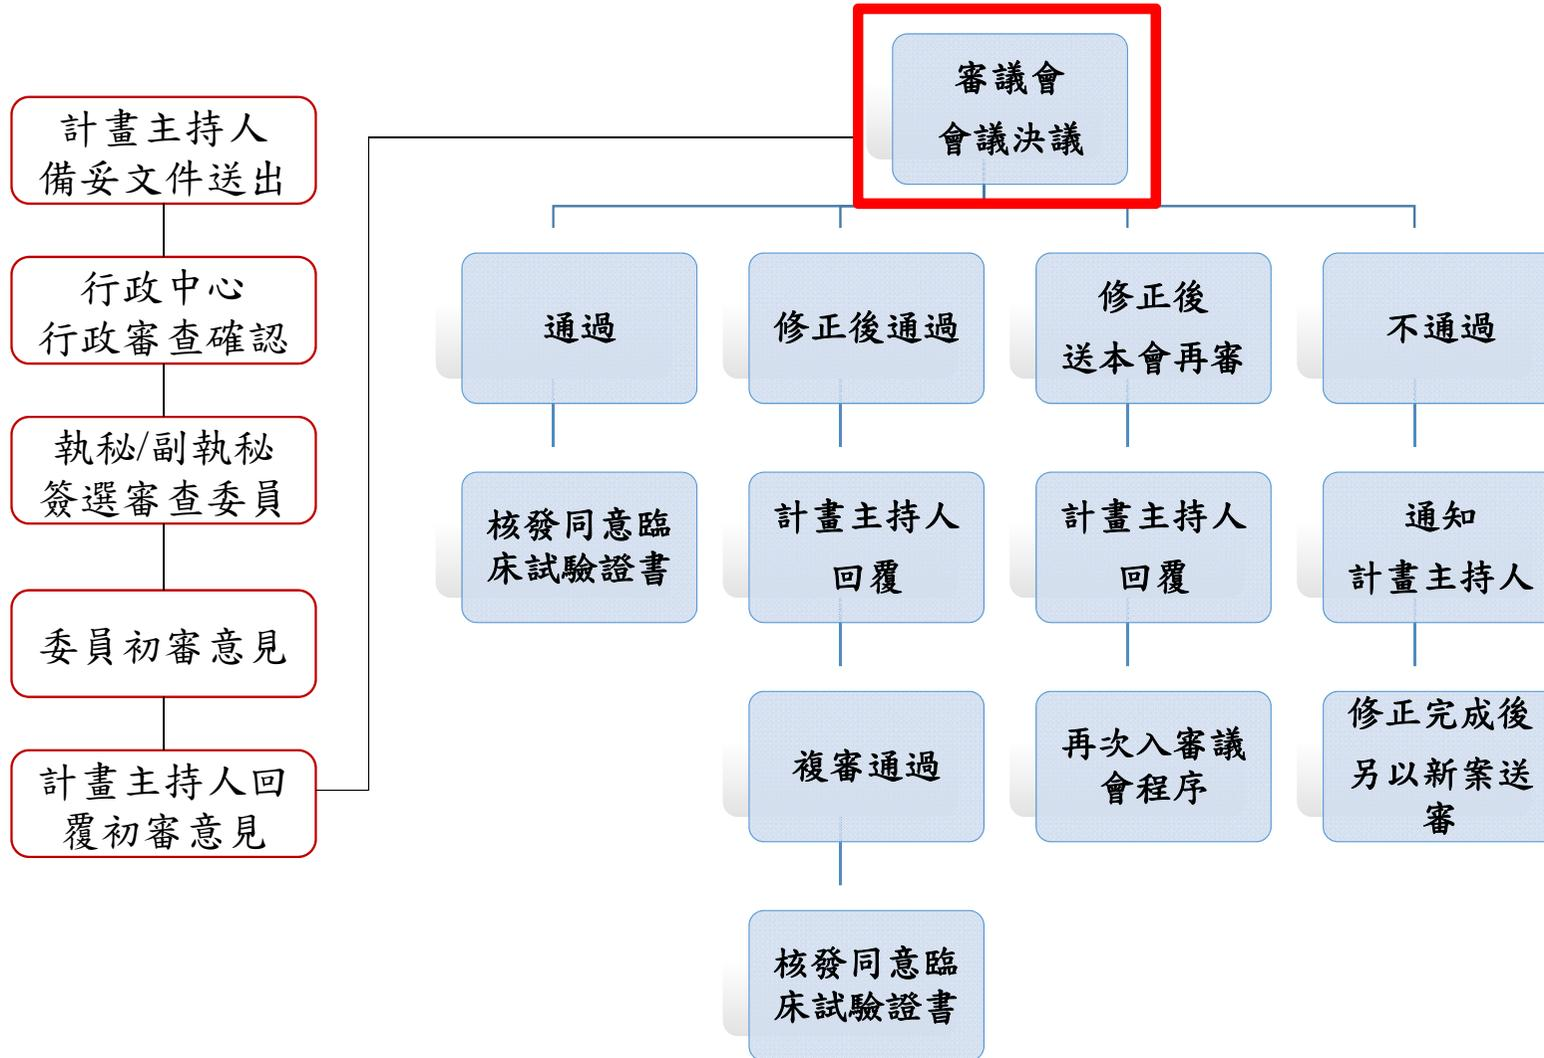 計畫主持人
備妥文件送出
行政中心
行政審查確認
執秘/副執秘
簽選審查委員
委員初審意見
計畫主持人回
覆初審意見
審議會
會議決議
通過
核發同意臨
床試驗證書
修正後通過
計畫主持人
回覆
複審通過
核發同意臨
床試驗證書
修正後
送本會再審
計畫主持人
回覆
再次入審議
會程序
不通過
通知
計畫主持人
修正完成後
另以新案送
審